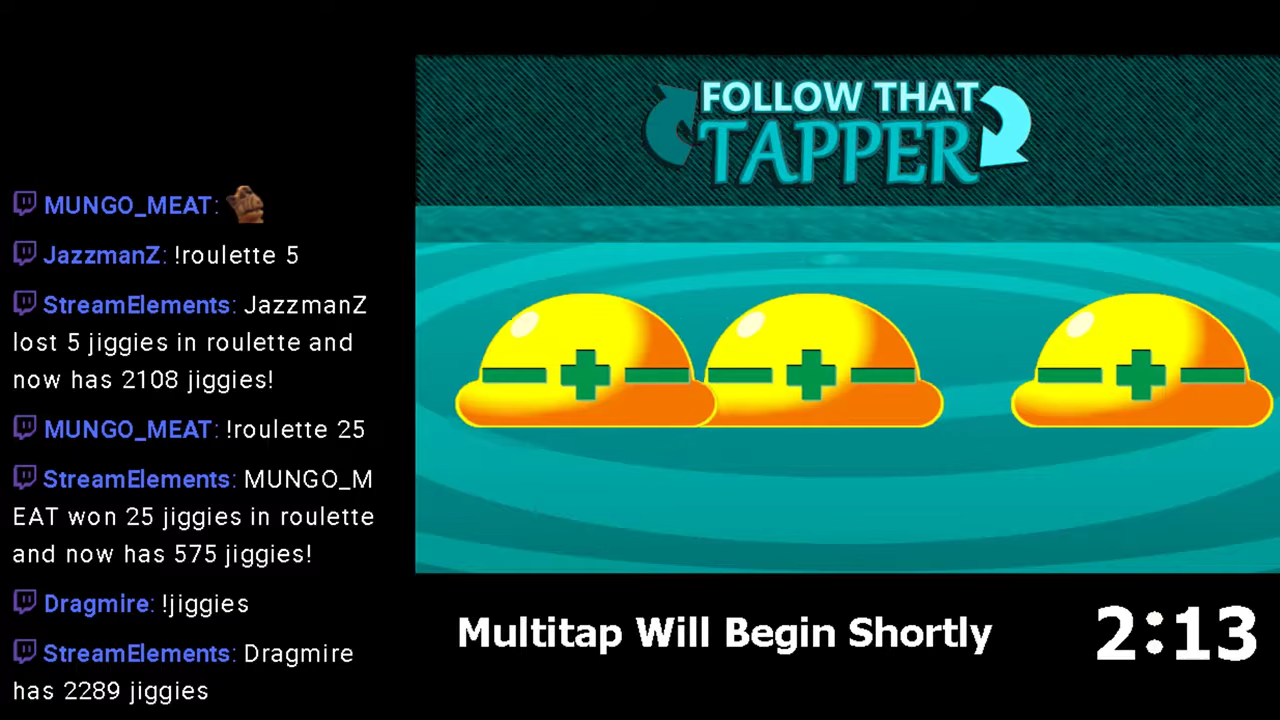 MUNGO_MEAT:
JazzmanZ: !roulette 5
StreamElements: JazzmanZ
lost 5 jiggies in roulette and
now has 2108 jiggies!
MUNGO_MEAT: !roulette 25
StreamElements: MUNGO_M
EAT won 25 jiggies in roulette
and now has 575 jiggies!
Dragmire: !jiggies
StreamElements: Dragmire
has 2289 jiggies
FOLLOW THAT
TAPPER
Multitap Will Begin Shortly
2:13